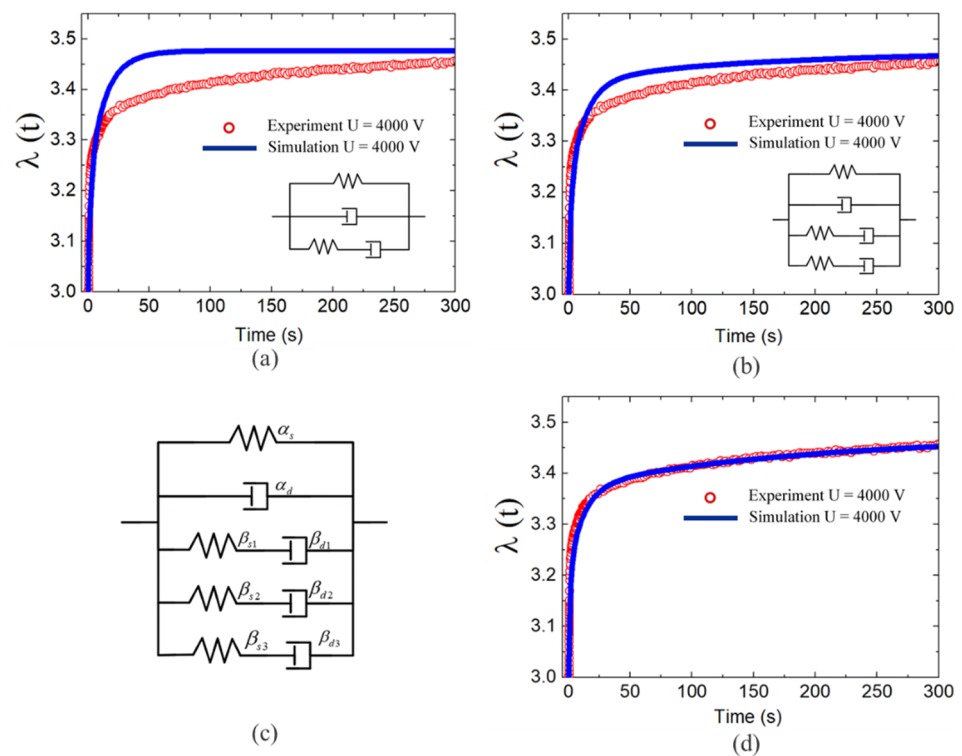 3.5
3.4
3.3
3.2
3.1
3.0
λ (t)
Experiment U = 4000 V
Simulation U = 4000 V
0 50 100 150 200 250 300
Time (s)
(a)
3.5
3.4
3.3
3.2
3.1
3.0
λ (t)
Experiment U = 4000 V
Simulation U = 4000 V
0 50 100 150 200 250 300
Time (s)
(b)
αs
αd
βs1 βd1
βs2 βd2
βs3 βd3
(c)
3.5
3.4
3.3
3.2
3.1
3.0
λ (t)
Experiment U = 4000 V
Simulation U = 4000 V
0 50 100 150 200 250 300
Time (s)
(d)